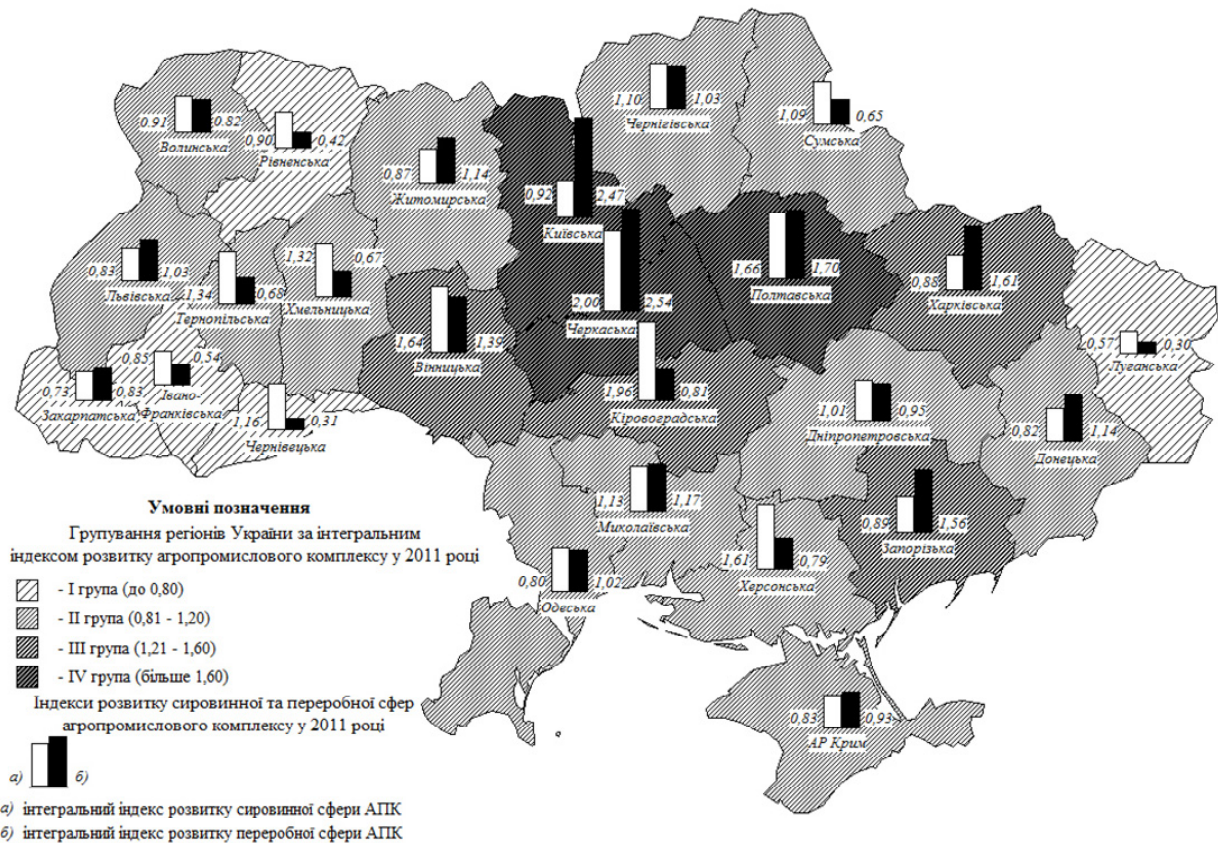 1,10 1,03
Чернігівська
1,09 0,65
Сумська
0,91 0,82
Волинська
0,90 0,42
Рівненська
0,87 1,14
Житомирська
0,92 2,47
Київська
1,32 0,67
Хмельницька
0,83 1,03
Львівська
1,34 0,68
Тернопільська
2,00 2,54
Черкаська
1,66 1,70
Полтавська
0,88 1,61
Харківська
0,57 0,30
Луганська
1,64 1,39
Вінницька
0,85 0,54
Івано-
Франківська
0,73 0,83
Закарпатська
1,16 0,31
Чернівецька
1,96 0,81
Кіровоградська
1,01 0,95
Дніпропетровська
0,82 1,14
Донецька
1,13 1,17
Миколаївська
0,89 1,56
Запорізька
1,61 0,79
Херсонська
0,80 1,02
Одеська
0,83 0,93
АР Крим
Умовні позначення
Групування регіонів України за інтегральним
індексом розвитку агропромислового комплексу у 2011 році
- I група (до 0,80)
- II група (0,81 - 1,20)
- III група (1,21 - 1,60)
- IV група (більше 1,60)
Індекси розвитку сировинної та переробної сфер
агропромислового комплексу у 2011 році
а) б)
а) інтегральний індекс розвитку сировинної сфери АПК
б) інтегральний індекс розвитку переробної сфери АПК